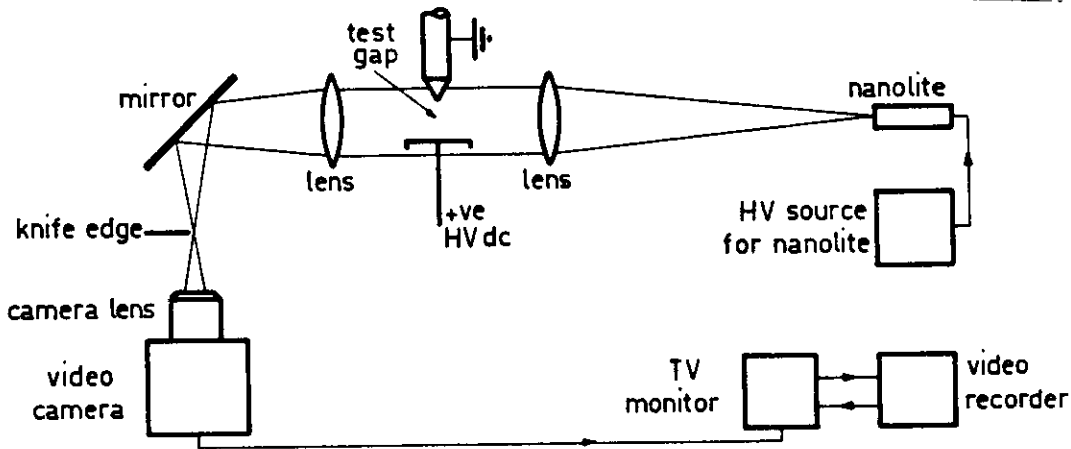 test
gap
mirror
nanolite
lens
lens
+ve
HV dc
knife edge
HV source
for nanolite
camera lens
video
camera
TV
monitor
video
recorder